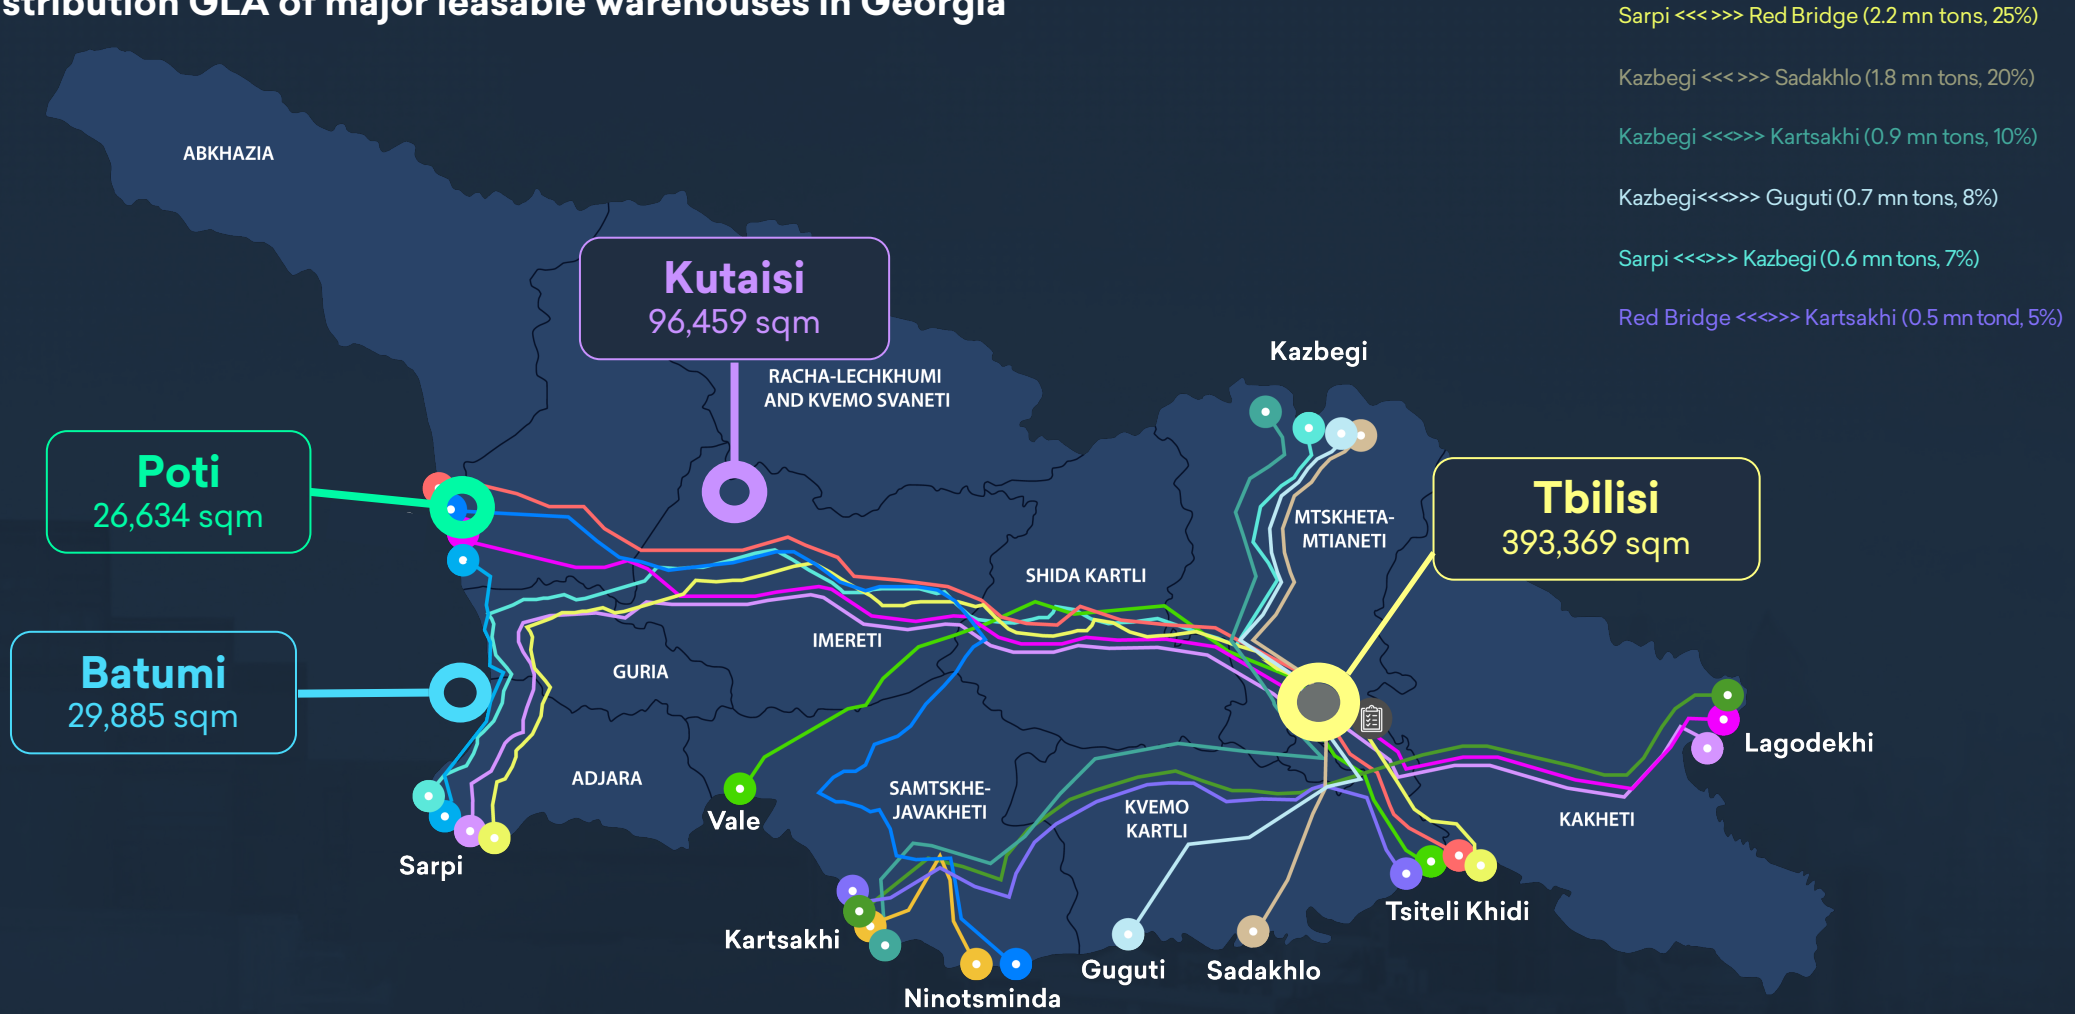 stribution GLA of major leasable warehouses in Georgia
Sarpi <<< >>> Red Bridge (2.2 mn tons, 25%)
Kazbegi <<< >>> Sadakhlo (1.8 mn tons, 20%)
Kazbegi <<<>>> Kartsakhi (0.9 mn tons, 10%)
Kazbegi<<<>>> Guguti (0.7 mn tons, 8%)
Sarpi <<<>>> Kazbegi (0.6 mn tons, 7%)
Red Bridge <<<>>> Kartsakhi (0.5 mn tond, 5%)
ABKHAZIA
Kutaisi
96,459 sqm
RACHA-LECHKHUMI
AND KVEMO SVANETI
Kazbegi
Poti
26,634 sqm
MTSKHETA-
MTIANETI
Tbilisi
393,369 sqm
SHIDA KARTLI
IMERETI
GURIA
Batumi
29,885 sqm
ADJARA
SAMTSKHE-
JAVAKHETI
KVEMO
KARTLI
KAKHETI
Lagodekhi
Vale
Sarpi
Kartsakhi
Ninotsminda
Guguti
Sadakhlo
Tsiteli Khidi